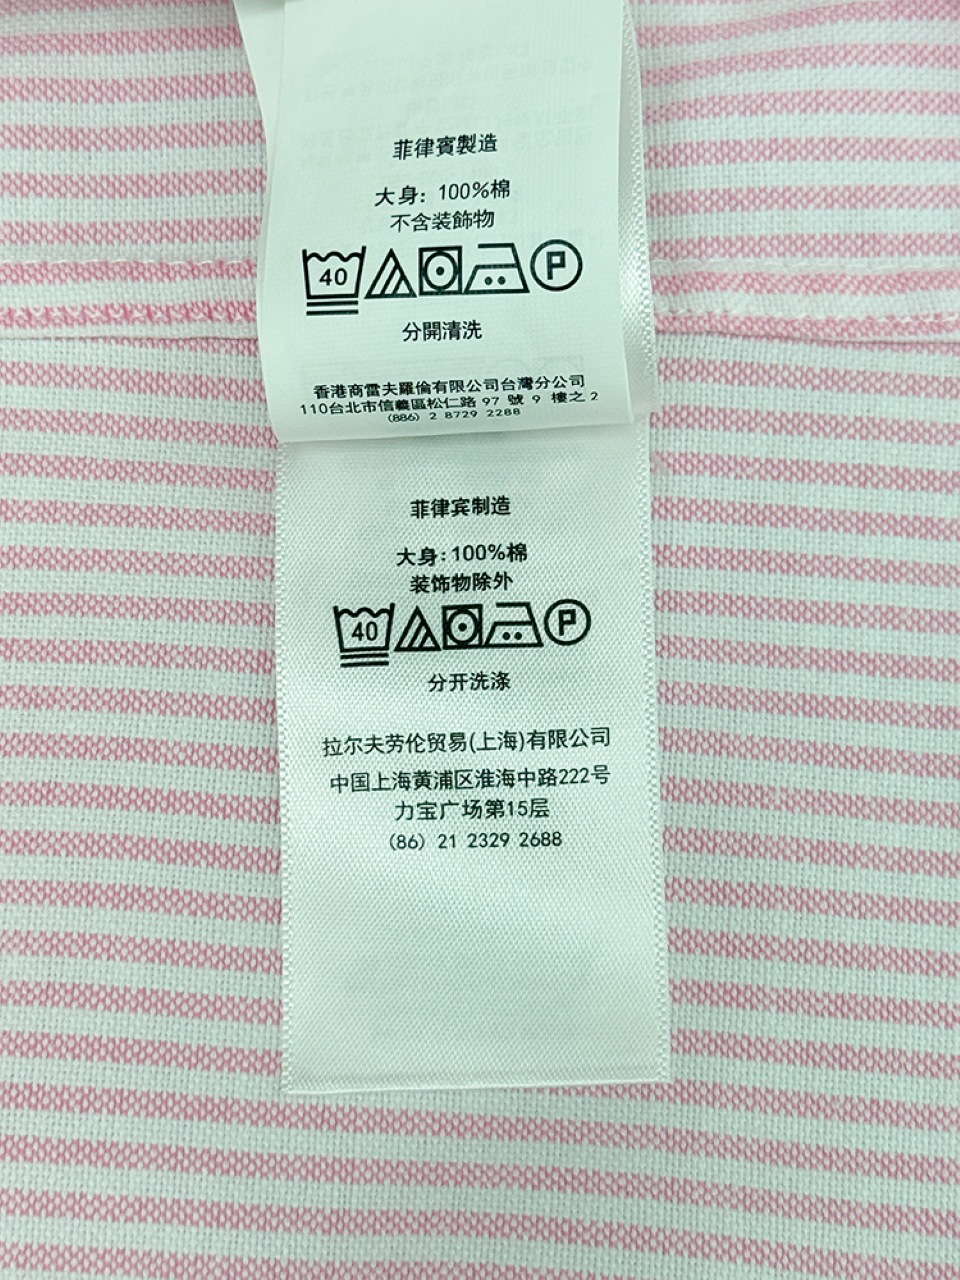 菲律賓製造
大身: 100%棉
不含装飾物
40
P
分開清洗
香港商雷夫羅倫有限公司台灣分公司
110台北市信義區松仁路 97 號 9 樓之 2
(886) 2 8729 2288
菲律宾制造
大身:100%棉
装饰物除外
40
P
分开洗涤
拉尔夫劳伦贸易(上海)有限公司
中国上海黄浦区淮海中路222号
力宝广场第15层
(86) 21 2329 2688